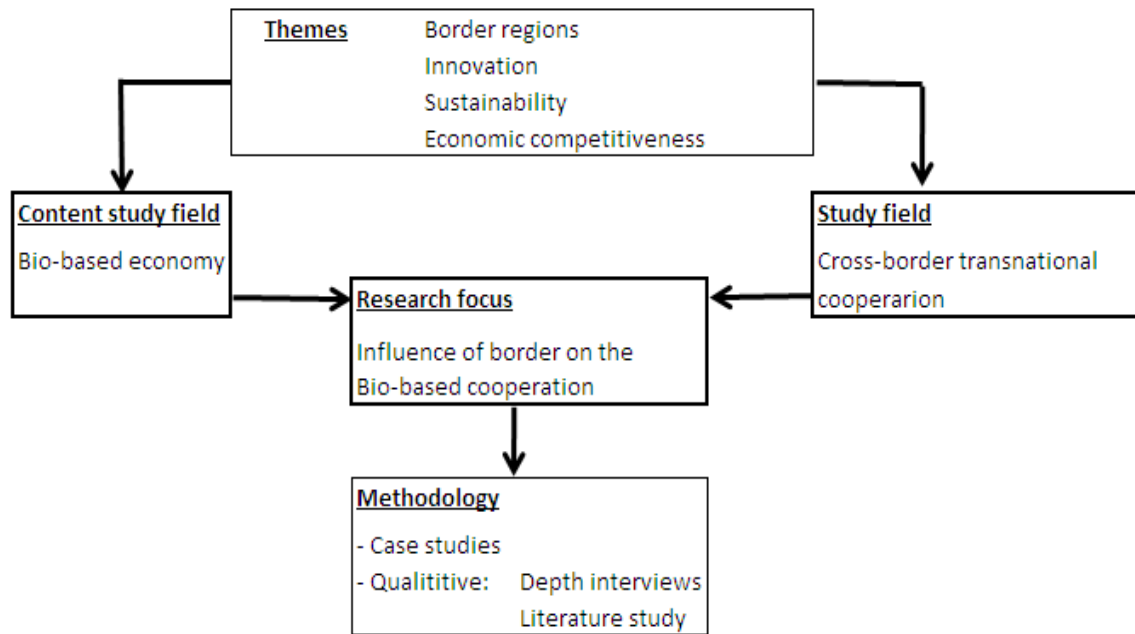 Themes Border regions
Innovation
Sustainability
Economic competitiveness
Content study field
Bio-based economy
Study field
Cross-border transnational
cooperarion
Research focus
Influence of border on the
Bio-based cooperation
Methodology
- Case studies
- Qualititive: Depth interviews
Literature study